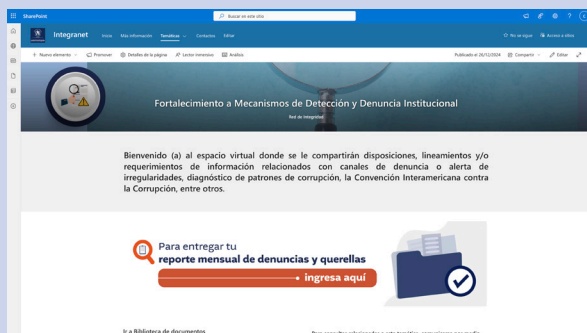 SharePoint
Buscar en este sitio
Integranet
Inicio Más información Temáticas Contactos Editar
No se sigue Acceso a sitios
Nuevo elemento Promover Detalles de la página Lector inmersivo Análisis
Publicado el 26/12/2024 Compartir Editar
Fortalecimiento a Mecanismos de Detección y Denuncia Institucional
Red de Integridad
Bienvenido (a) al espacio virtual donde se le compartirán disposiciones, lineamientos y/o
requerimientos de información relacionados con canales de denuncia o alerta de
irregularidades, diagnóstico de patrones de corrupción, la Convención Interamericana contra
la Corrupción, entre otros.
Para entregar tu
reporte mensual de denuncias y querellas
ingresa aquí
Ir a Biblioteca de documentos